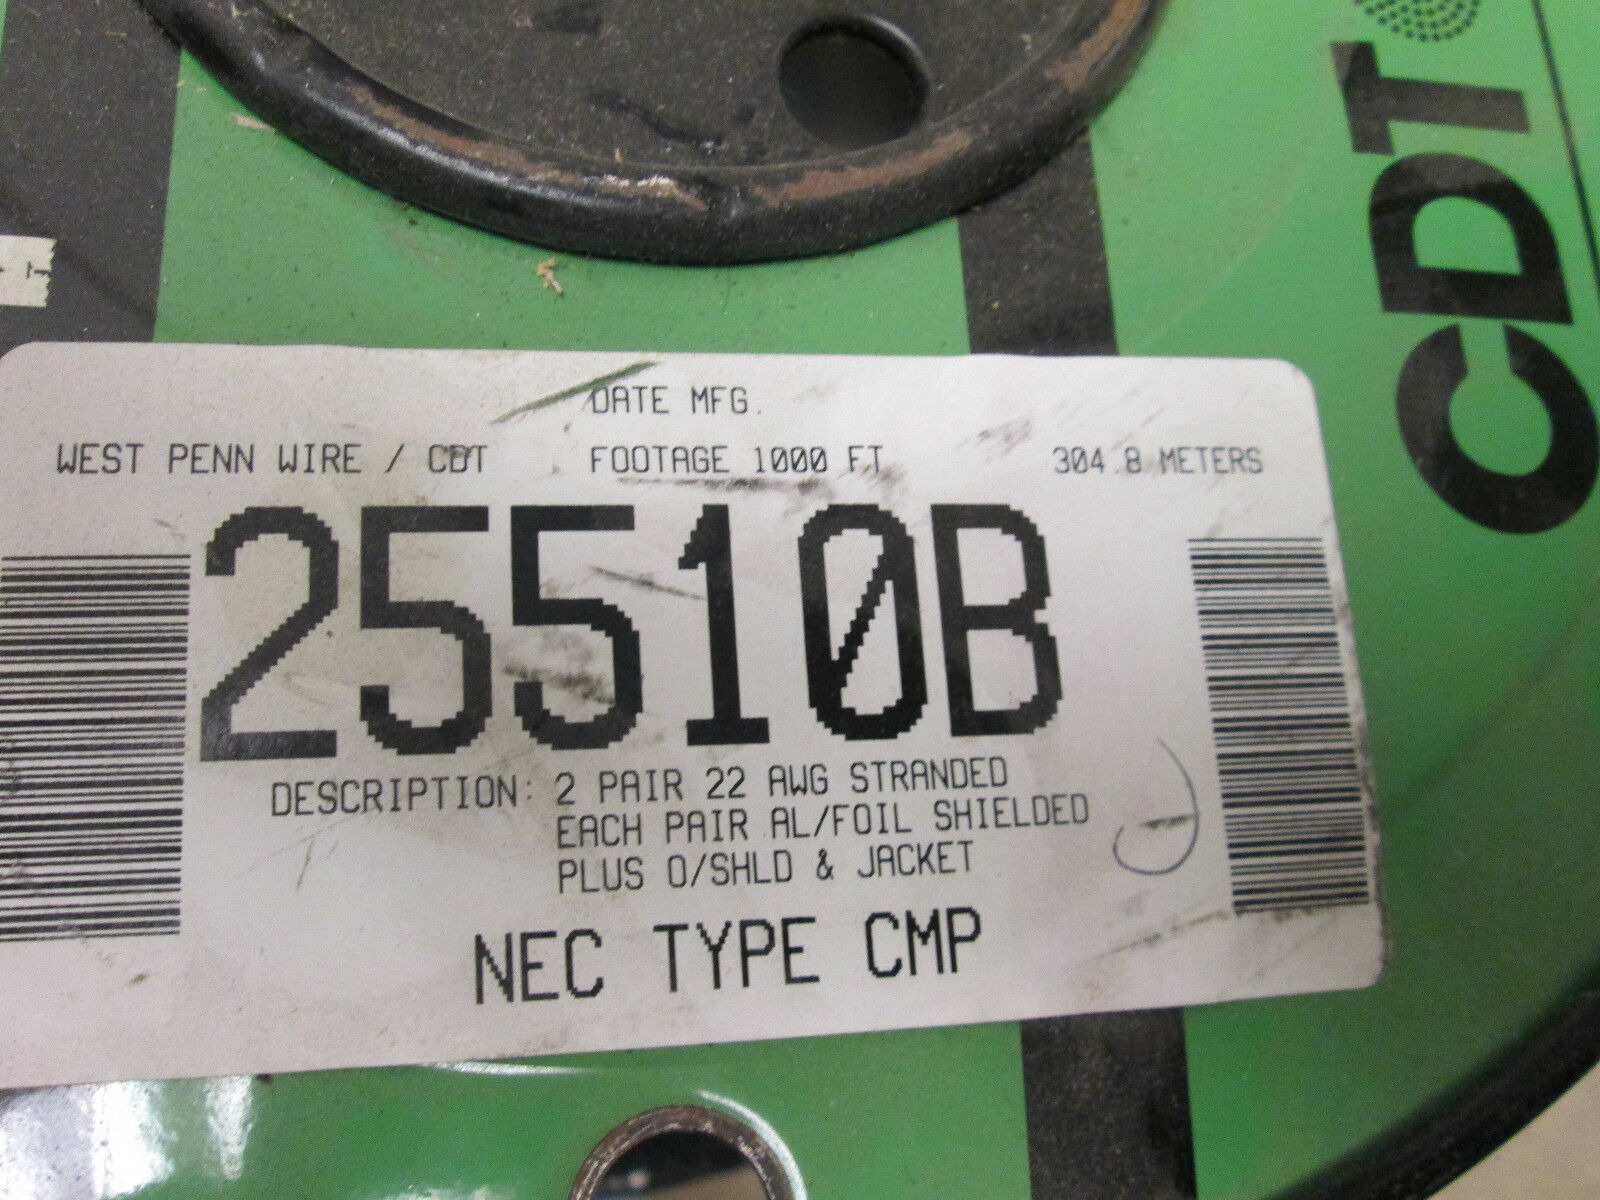 CDT
DATE MFG.
WEST PENN WIRE / CDT FOOTAGE 1000 FT 304.8 METERS
25510B
DESCRIPTION: 2 PAIR 22 AWG STRANDED
EACH PAIR AL/FOIL SHIELDED
PLUS O/SHLD & JACKET
NEC TYPE CMP